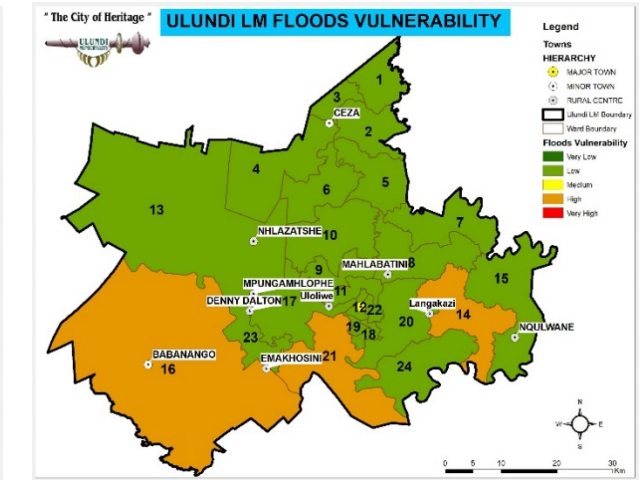 " The City of Heritage "
ULUNDI LM FLOODS VULNERABILITY
ULUNDI
MUNICIPALITY
Legend
Towns
HIERARCHY
MAJOR TOWN
MINOR TOWN
RURAL CENTRE
Ulundi LM Boundary
Ward Boundary
Floods Vulnerability
Very Low
Low
Medium
High
Very High
1
3
CEZA
2
4
5
6
13
7
NHLAZATSHE
10
MAHLABATINI
8
9
15
MPUNGAMHLOPHE
11
Uloliwe
DENNY DALTON
17
12
22
Langakazi
14
20
19
18
23
NQULWANE
BABANANGO
16
EMAKHOSINI
21
24
N
W
E
S
0 5 10 20 30
Km